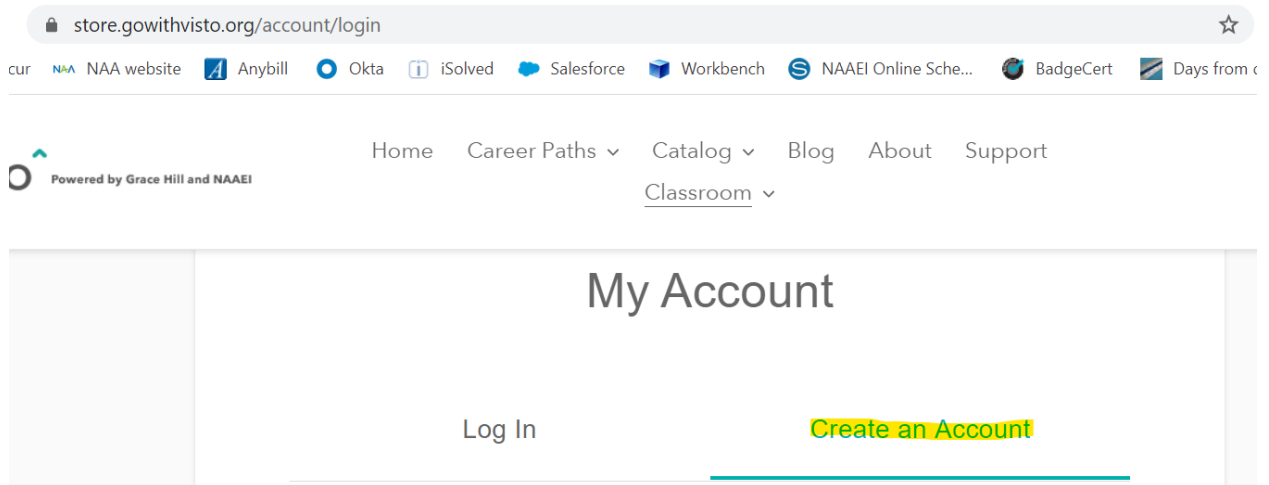 store.gowithvisto.org/account/login
cur NAA NAA website Anybill Okta iSolved Salesforce Workbench NAAEI Online Sche... BadgeCert Days from
Home Career Paths Catalog Blog About Support
Powered by Grace Hill and NAAEI
Classroom
My Account
Log In Create an Account